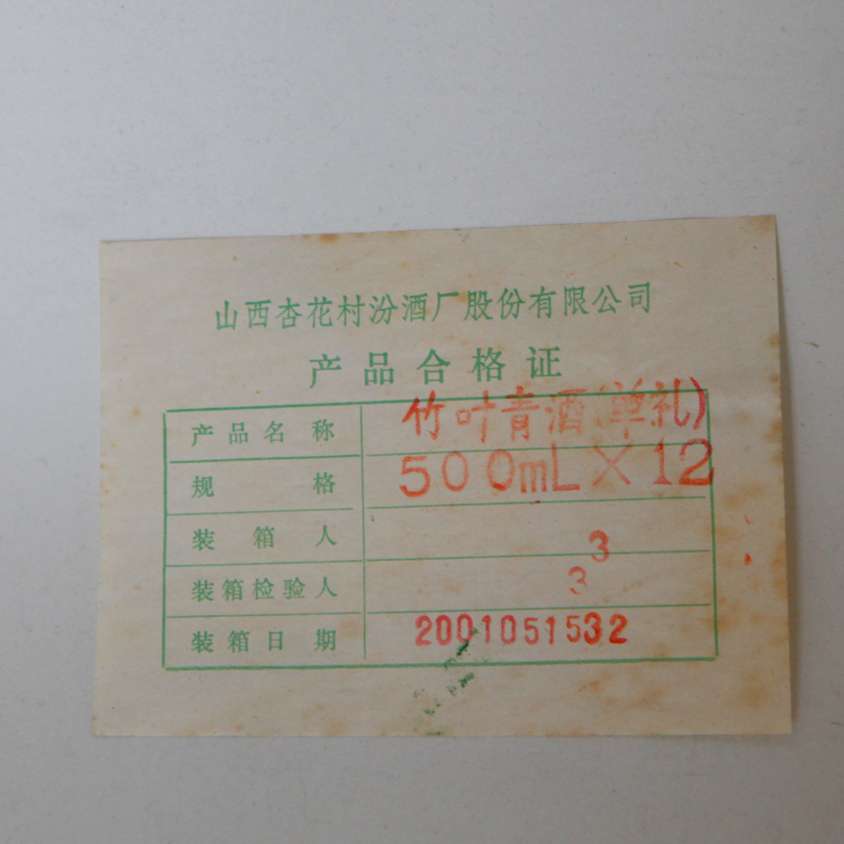 山西杏花村汾酒厂股份有限公司
产品合格证
产品名称 竹叶青酒(单礼)
规格 500mL×12
装箱人 3
装箱检验人 3
装箱日期 2001051532